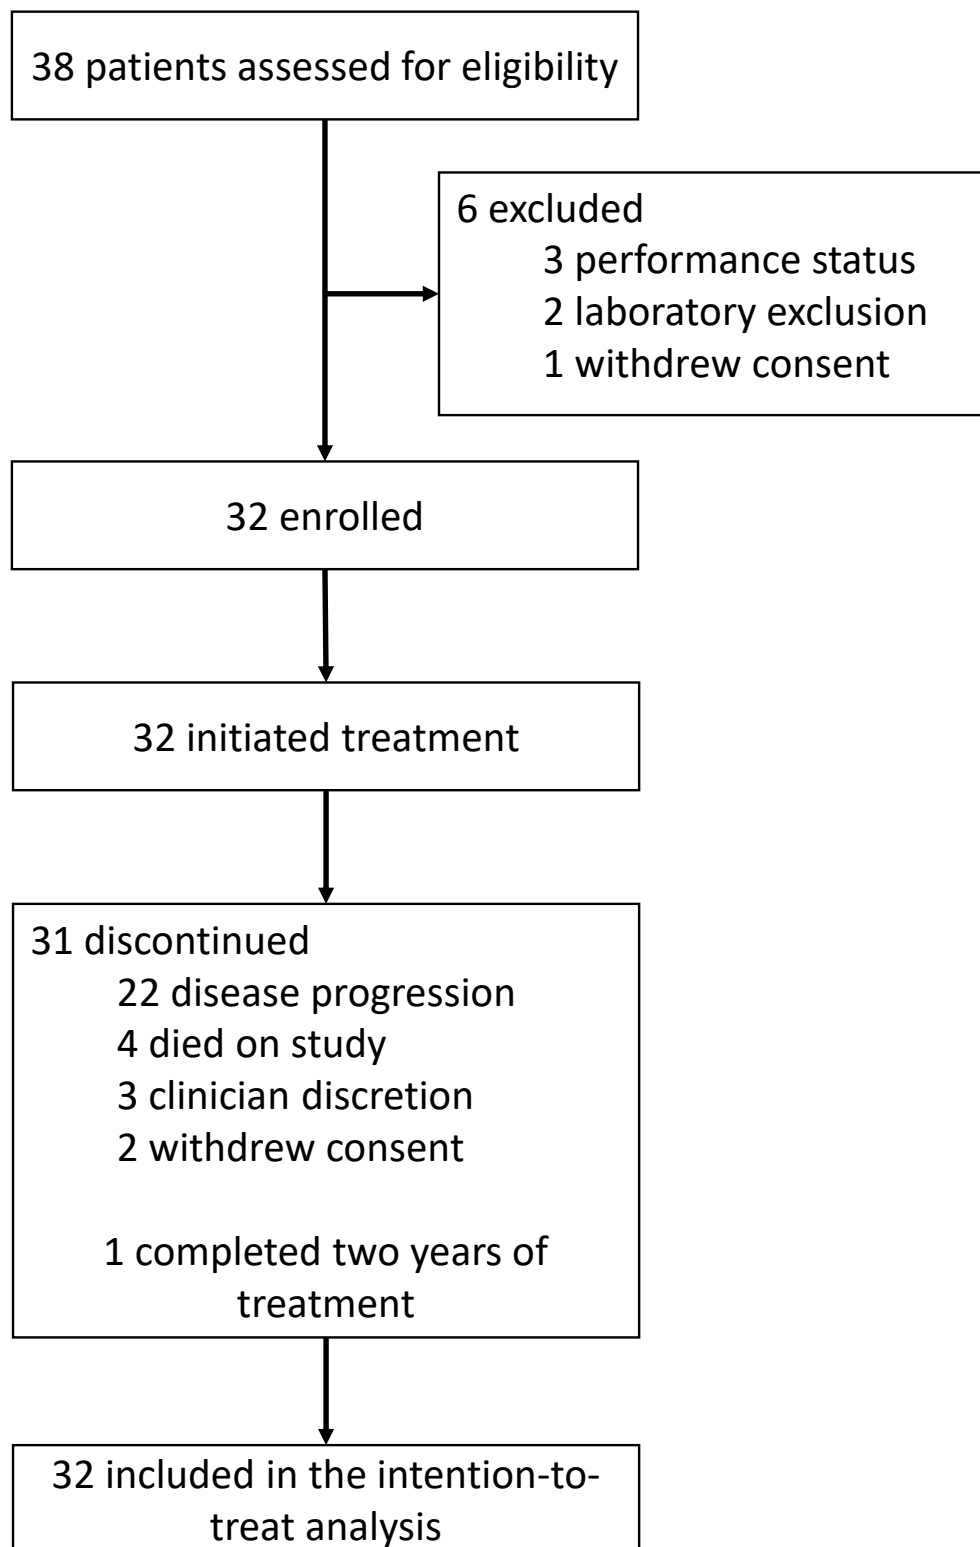 38 patients assessed for eligibility
6 excluded
3 performance status
2 laboratory exclusion
1 withdrew consent
32 enrolled
32 initiated treatment
31 discontinued
22 disease progression
4 died on study
3 clinician discretion
2 withdrew consent
1 completed two years of
treatment
32 included in the intention-to-
treat analysis